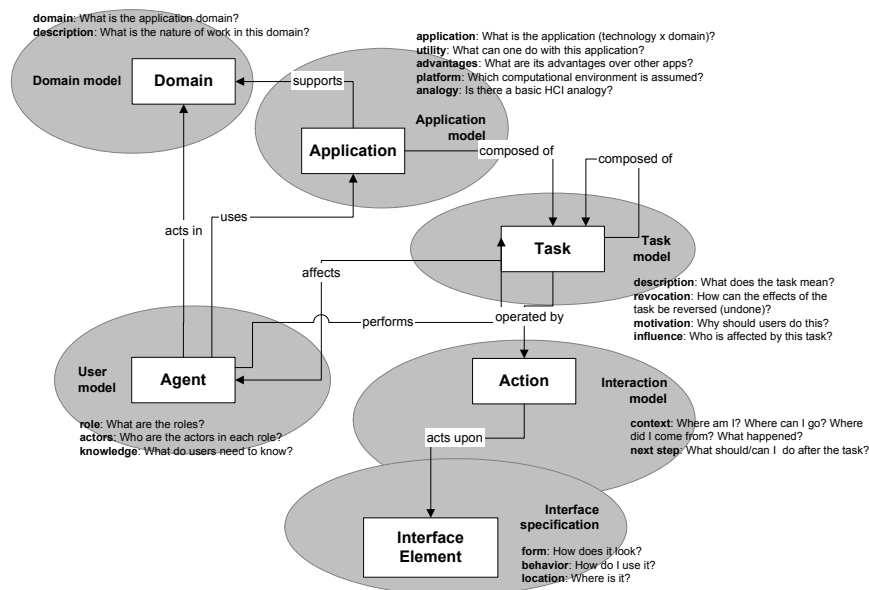 domain: What is the application domain?
description: What is the nature of work in this domain?
Domain model
Domain
supports
application: What is the application (technology x domain)?
utility: What can one do with this application?
advantages: What are its advantages over other apps?
platform: Which computational environment is assumed?
analogy: Is there a basic HCI analogy?
Application
model
Application
composed of
composed of
uses
acts in
Task
Task
model
affects
description: What does the task mean?
revocation: How can the effects of the
task be reversed (undone)?
motivation: Why should users do this?
influence: Who is affected by this task?
performs
operated by
User
model
Agent
role: What are the roles?
actors: Who are the actors in each role?
knowledge: What do users need to know?
Action
Interaction
model
context: Where am I? Where can I go? Where
did I come from? What happened?
next step: What should/can I do after the task?
acts upon
Interface
specification
Interface
Element
form: How does it look?
behavior: How do I use it?
location: Where is it?